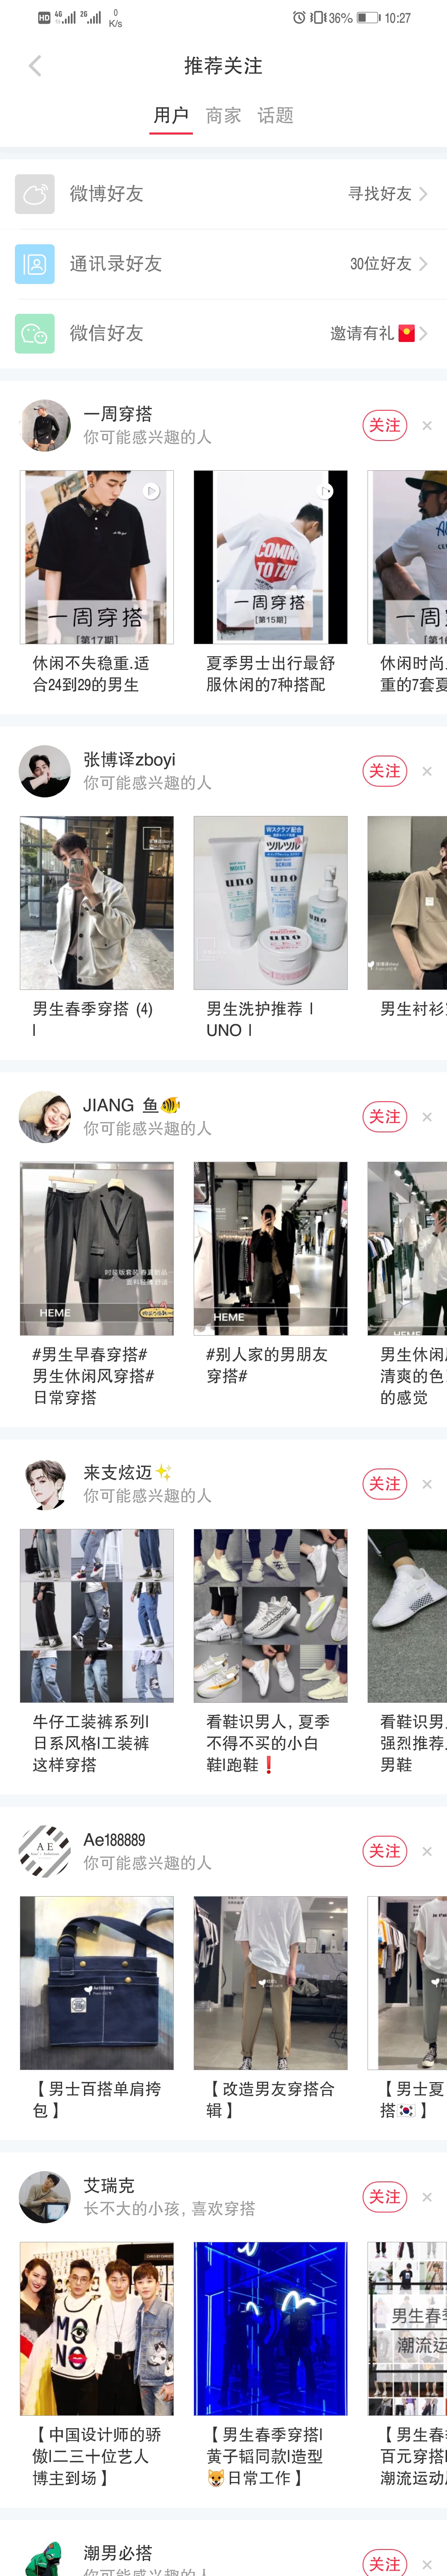 HD 4G 2G 0 K/s 36% 10:27
推荐关注
用户 商家 话题
微博好友 寻找好友
通讯录好友 30位好友
微信好友 邀请有礼
一周穿搭 关注
你可能感兴趣的人
COMING
TO TH
一周穿搭
[第17期]
一周穿搭
[第15期]
一周
休闲不失稳重.适
合24到29的男生
夏季男士出行最舒
服休闲的7种搭配
休闲时尚
重的7套夏
张博译zboyi 关注
你可能感兴趣的人
Wスクラブ配合
ツルツル
SCRUB
MOIST
uno
uno
uno
男生春季穿搭 (4)
|
男生洗护推荐 |
UNO |
男生衬衫
JIANG 鱼🐠 关注
你可能感兴趣的人
HEME
HEME
#男生早春穿搭#
男生休闲风穿搭#
日常穿搭
#别人家的男朋友
穿搭#
男生休闲
清爽的色
的感觉
来支炫迈✨ 关注
你可能感兴趣的人
牛仔工装裤系列|
日系风格|工装裤
这样穿搭
看鞋识男人, 夏季
不得不买的小白
鞋|跑鞋❗
看鞋识男
强烈推荐
男鞋
AE
Ae188889 关注
你可能感兴趣的人
【 男士百搭单肩挎
包 】
【 改造男友穿搭合
辑 】
【 男士夏
搭🇰🇷 】
艾瑞克 关注
长不大的小孩, 喜欢穿搭
MO
NO
男生春季
潮流运
【 中国设计师的骄
傲|二三十位艺人
博主到场 】
【 男生春季穿搭|
黄子韬同款|造型
🐯日常工作 】
【 男生春
百元穿搭
潮流运动
潮男必搭 关注
你可能感兴趣的人